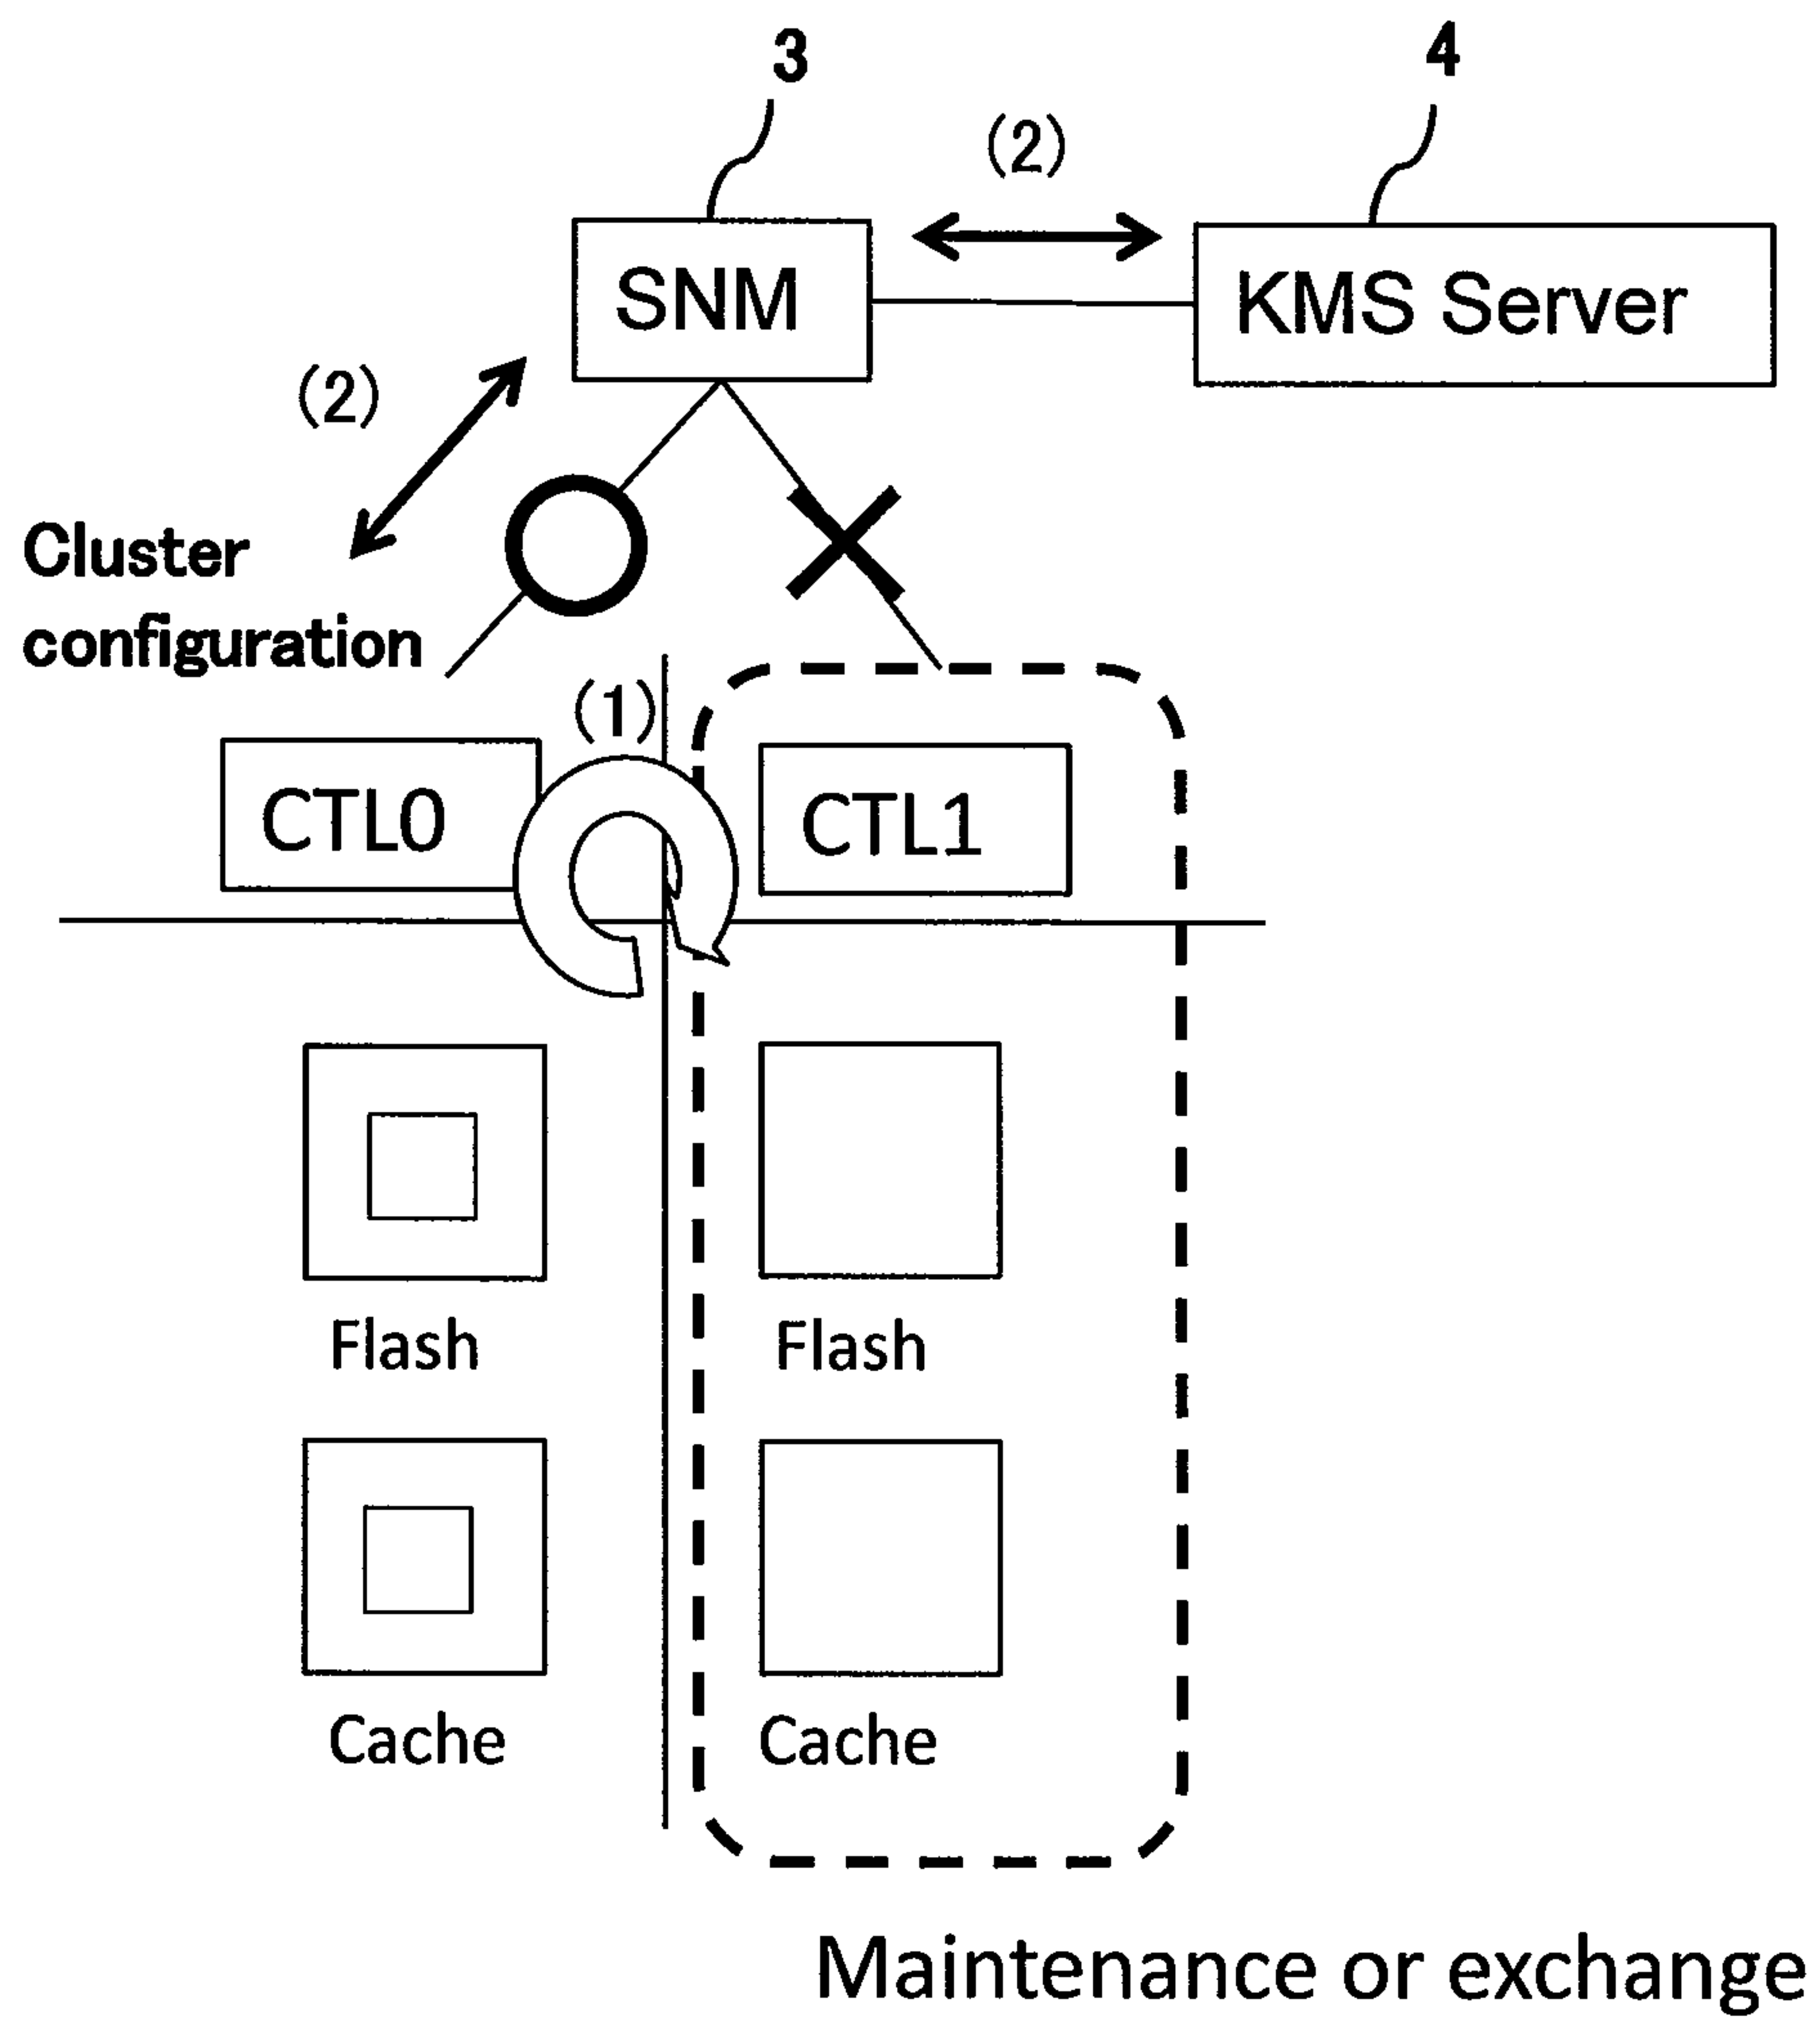 3
4
(2)
SNM
KMS Server
(2)
Cluster
configuration
(1)
CTL0
CTL1
Flash
Flash
Cache
Cache
Maintenance or exchange